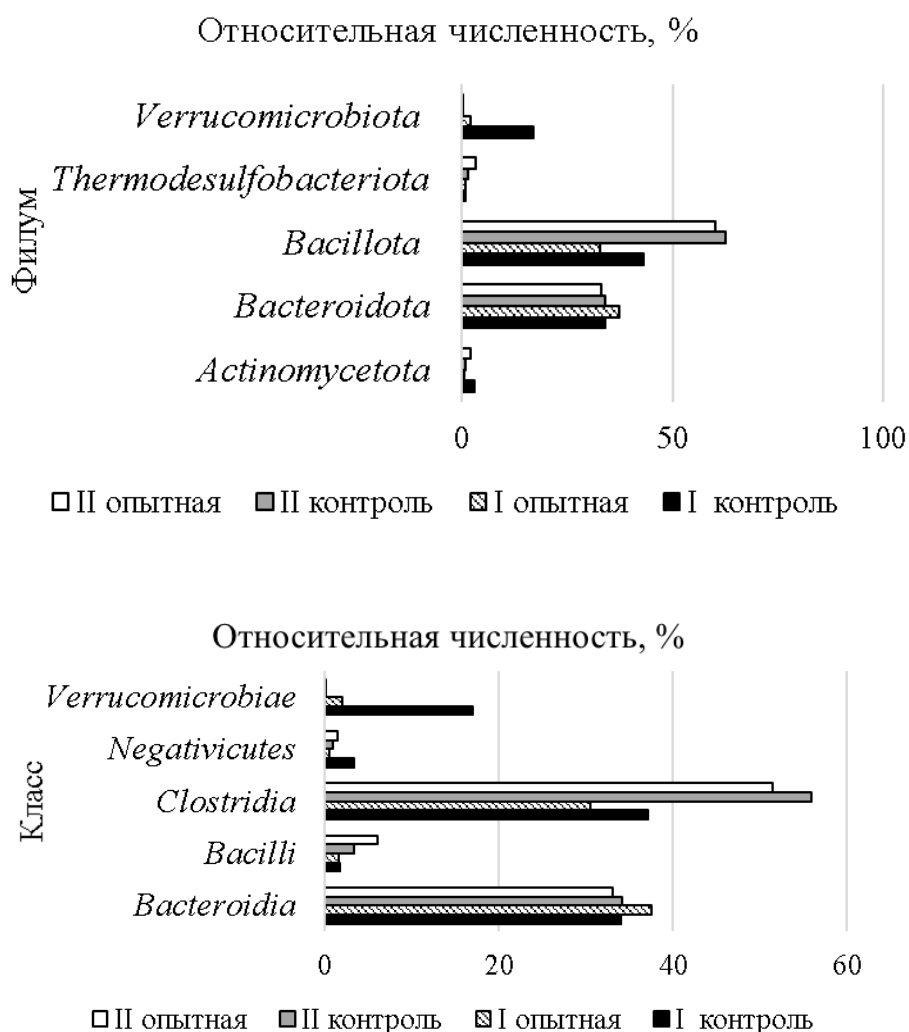 Относительная численность, %
Филум
Verrucomicrobiota
Thermodesulfobacteriota
Bacillota
Bacteroidota
Actinomycetota
0 50 100
II опытная II контроль I опытная I контроль
Относительная численность, %
Класс
Verrucomicrobiae
Negativicutes
Clostridia
Bacilli
Bacteroidia
0 20 40 60
II опытная II контроль I опытная I контроль